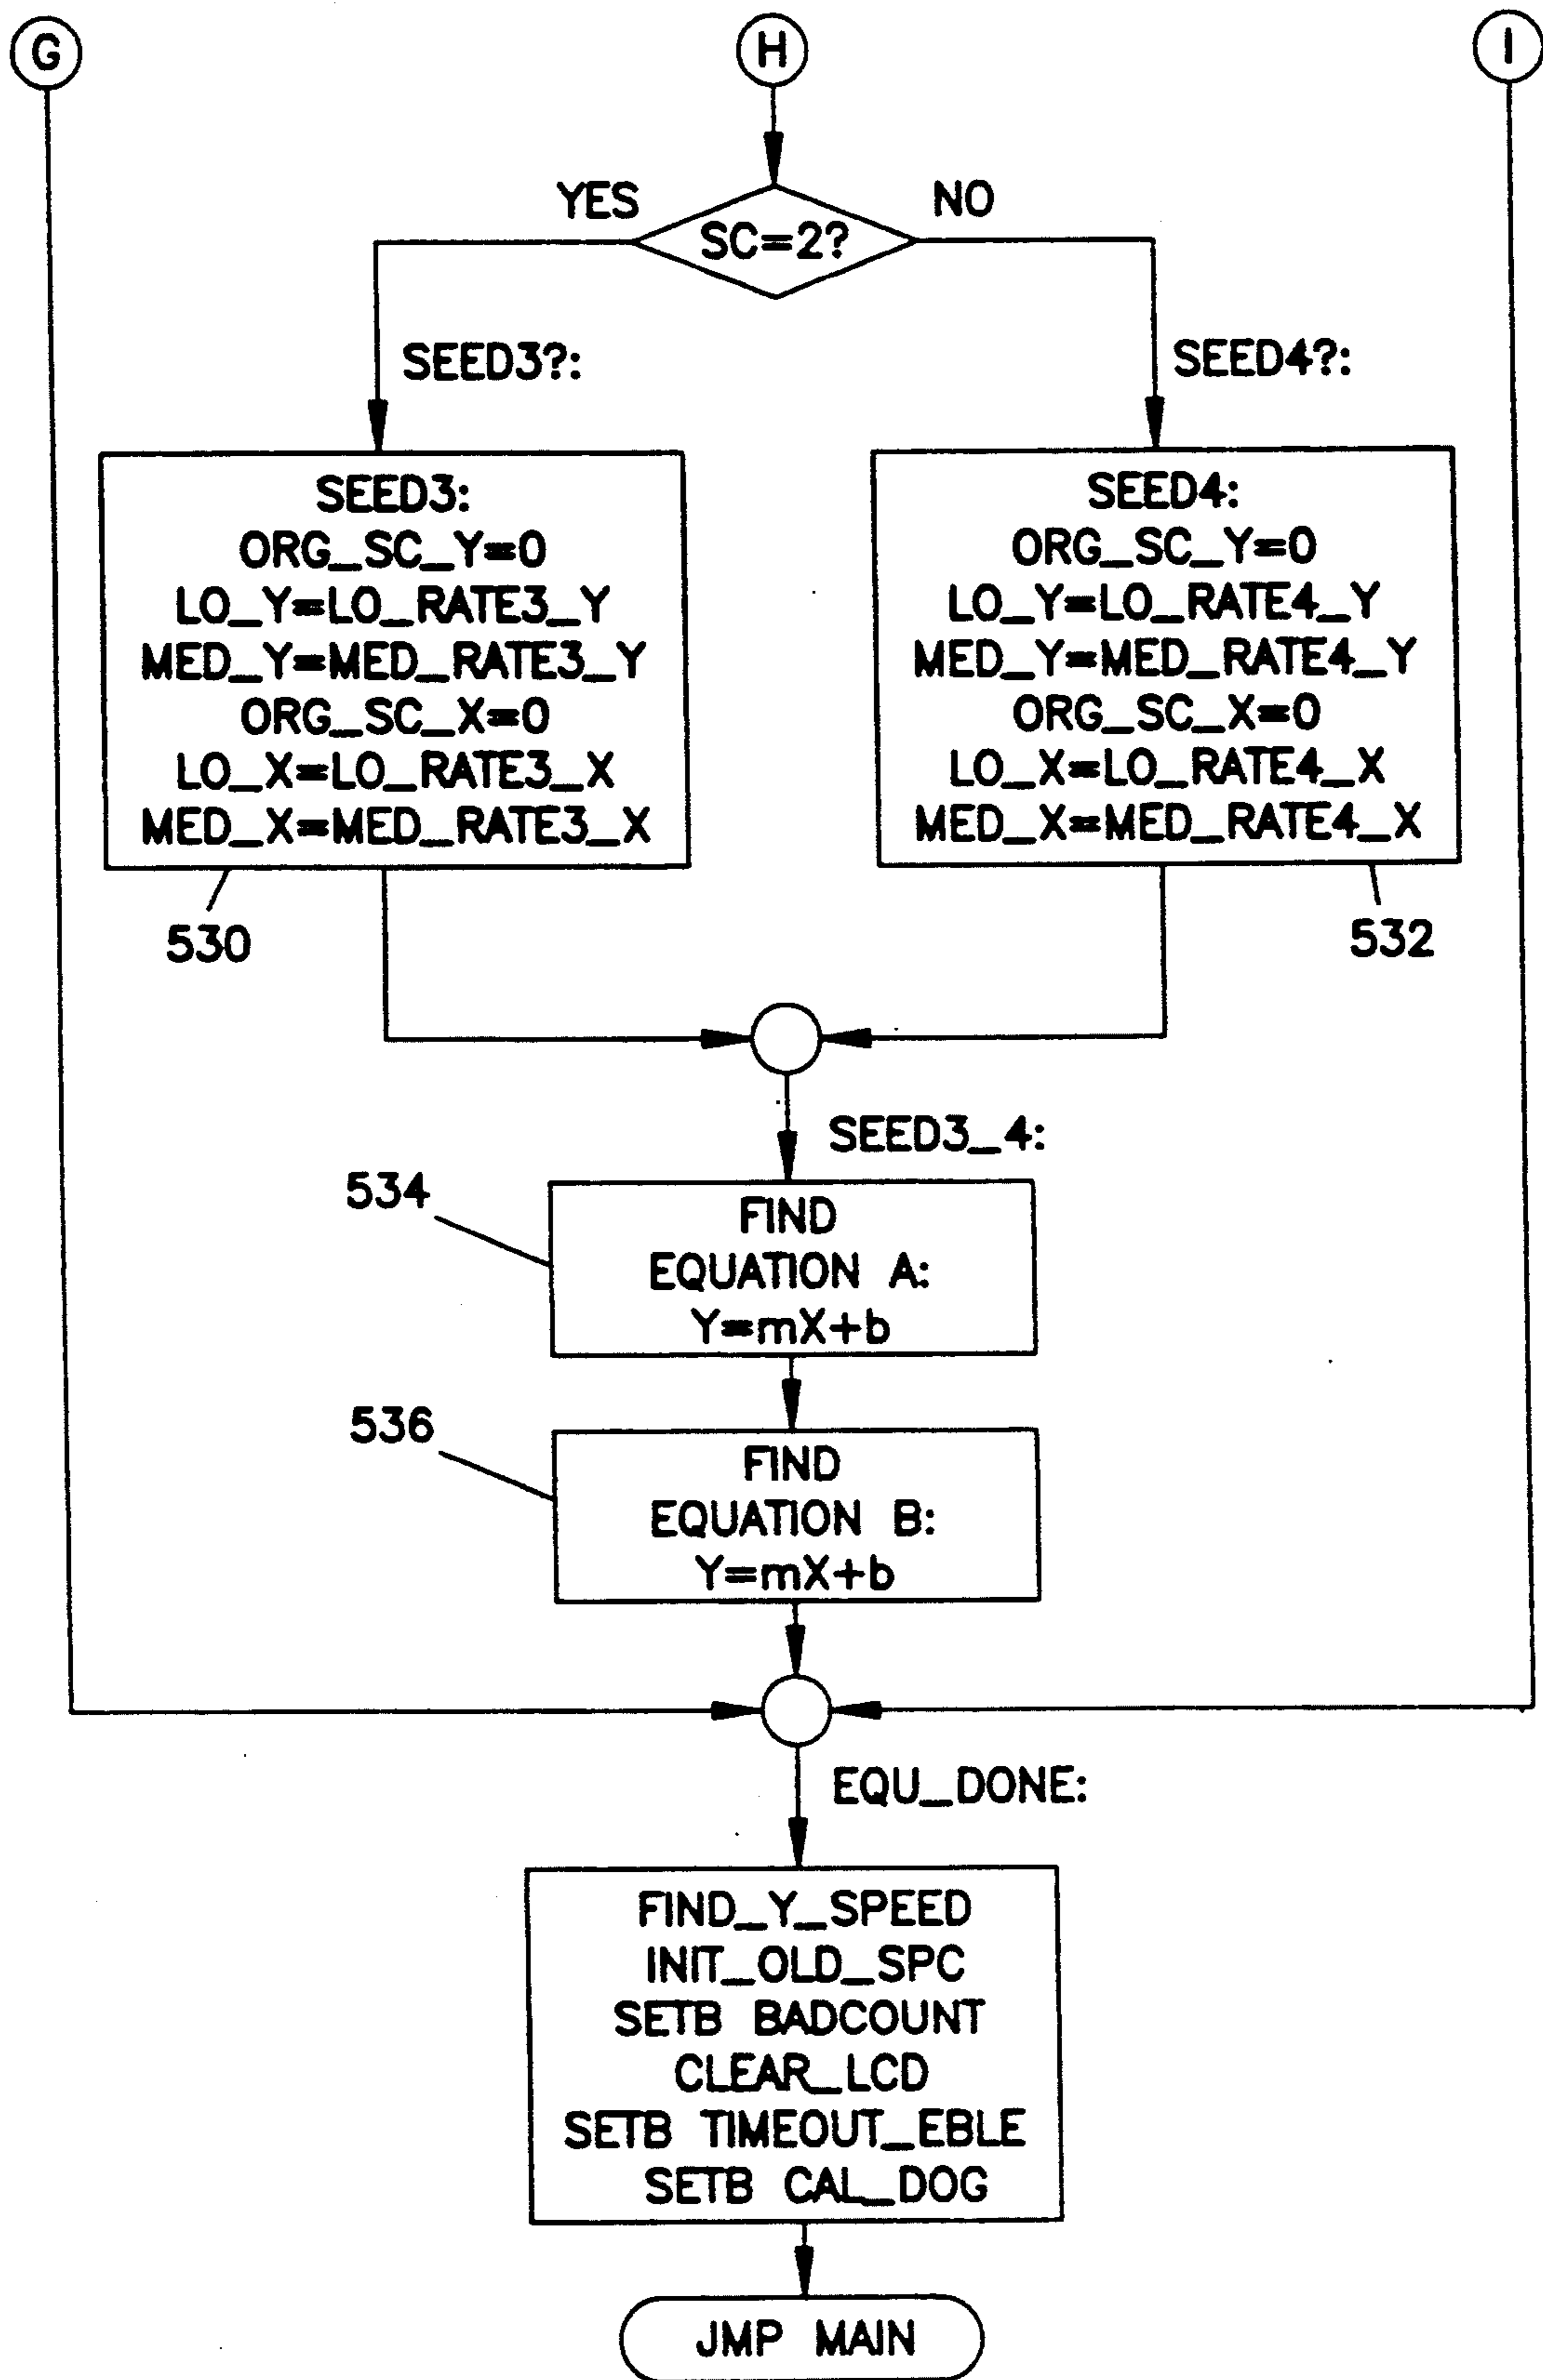 G
H
I
YES
NO
SC=2?
SEED3?:
SEED4?:
SEED3:
ORG_SC_Y=0
LO_Y=LO_RATE3_Y
MED_Y=MED_RATE3_Y
ORG_SC_X=0
LO_X=LO_RATE3_X
MED_X=MED_RATE3_X
530
SEED4:
ORG_SC_Y=0
LO_Y=LO_RATE4_Y
MED_Y=MED_RATE4_Y
ORG_SC_X=0
LO_X=LO_RATE4_X
MED_X=MED_RATE4_X
532
SEED3_4:
534
FIND
EQUATION A:
Y=mX+b
536
FIND
EQUATION B:
Y=mX+b
EQU_DONE:
FIND_Y_SPEED
INIT_OLD_SPC
SETB BADCOUNT
CLEAR_LCD
SETB TIMEOUT_EBLE
SETB CAL_DOG
JMP MAIN